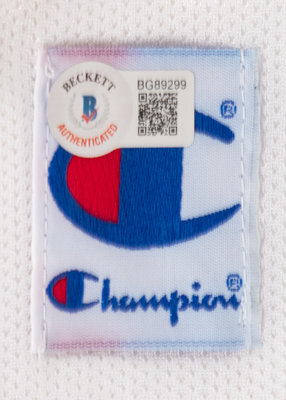 BECKETT
B
AUTHENTICATED
BG89299
®
Champion®